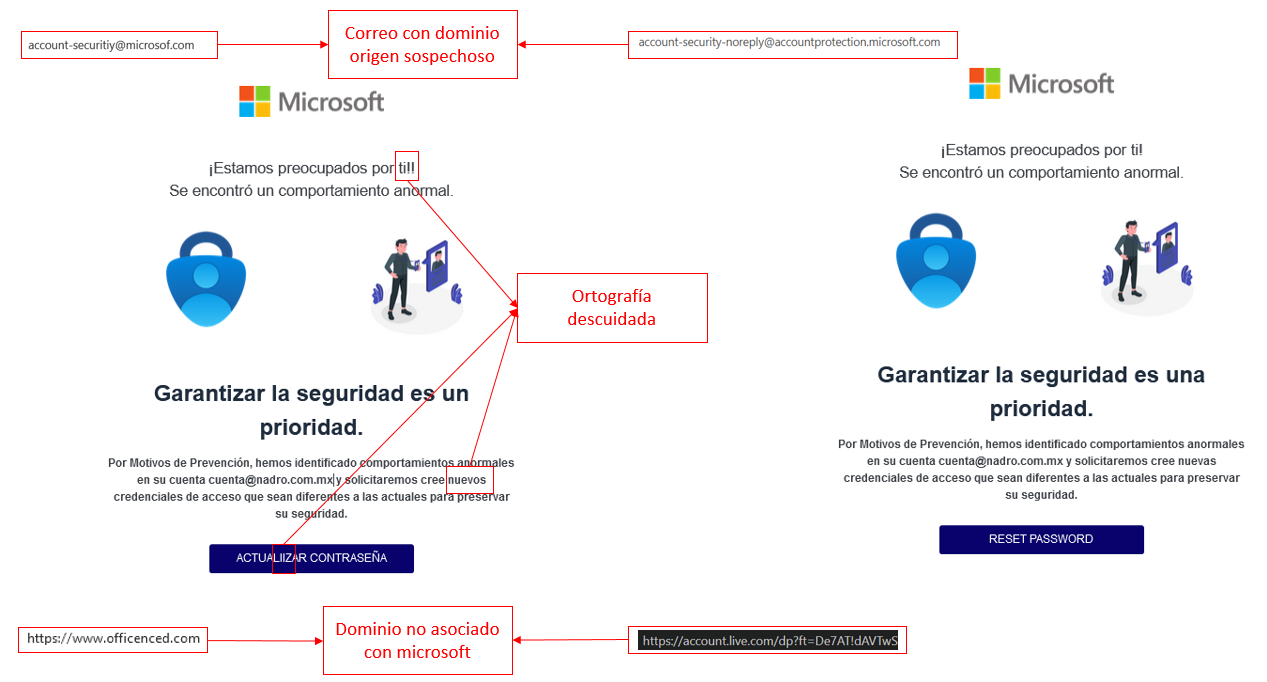 account-securitiy@microsof.com
Correo con dominio
origen sospechoso
account-security-noreply@accountprotection.microsoft.com
Microsoft
¡Estamos preocupados por ti!!
Se encontró un comportamiento anormal.
Garantizar la seguridad es un
prioridad.
Por Motivos de Prevención, hemos identificado comportamientos anormales
en su cuenta cuenta@nadro.com.mx y solicitaremos cree nuevos
credenciales de acceso que sean diferentes a las actuales para preservar
su seguridad.
ACTUALIIZAR CONTRASEÑA
https://www.officenced.com
Ortografía
descuidada
Dominio no asociado
con microsoft
Microsoft
¡Estamos preocupados por ti!
Se encontró un comportamiento anormal.
Garantizar la seguridad es una
prioridad.
Por Motivos de Prevención, hemos identificado comportamientos anormales
en su cuenta cuenta@nadro.com.mx y solicitaremos cree nuevas
credenciales de acceso que sean diferentes a las actuales para preservar
su seguridad.
RESET PASSWORD
https://account.live.com/dp?ft=De7AT!dAVTwS